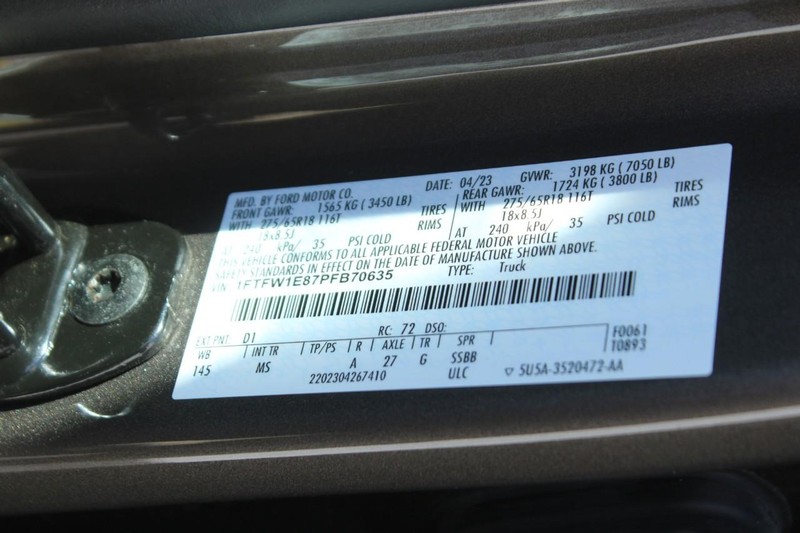 MFD. BY FORD MOTOR CO. DATE: 04/23 GVWR: 3198 KG ( 7050 LB)
FRONT GAWR: 1565 KG ( 3450 LB) REAR GAWR: 1724 KG ( 3800 LB)
WITH 275/65R18 116T TIRES WITH 275/65R18 116T TIRES
18x8.5J RIMS 18x8.5J RIMS
AT 240 kPa/ 35 PSI COLD AT 240 kPa/ 35 PSI COLD
THIS VEHICLE CONFORMS TO ALL APPLICABLE FEDERAL MOTOR VEHICLE
SAFETY STANDARDS IN EFFECT ON THE DATE OF MANUFACTURE SHOWN ABOVE.
VIN: 1FTFW1E87PFB70635 TYPE: Truck
EXT PNT: D1 RC: 72 DSO: F0061
WB INT TR TP/PS R AXLE TR SPR T0893
145 MS A 27 G SSBB
2202304267410 ULC ▽ 5U5A-3520472-AA